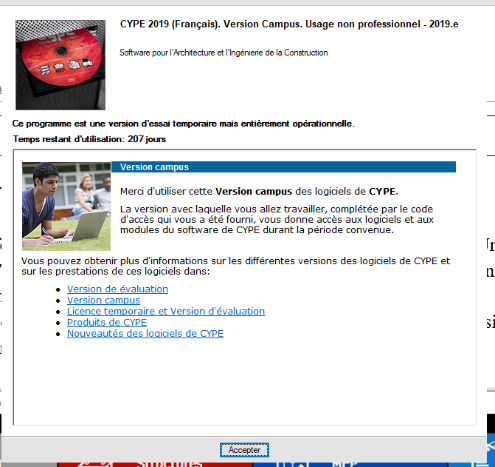 CYPE 2019 (Français). Version Campus. Usage non professionnel - 2019.e
Software pour l'Architecture et l'Ingénierie de la Construction
Ce programme est une version d'essai temporaire mais entièrement opérationnelle.
Temps restant d'utilisation: 207 jours
Version campus
Merci d'utiliser cette Version campus des logiciels de CYPE.
La version avec laquelle vous allez travailler, complétée par le code
d'accès qui vous a été fourni, vous donne accès aux logiciels et aux
modules du software de CYPE durant la période convenue.
Vous pouvez obtenir plus d'informations sur les différentes versions des logiciels de CYPE et
sur les prestations de ces logiciels dans:
Version de évaluation
Version campus
Licence temporaire et Version d'évaluation
Produits de CYPE
Nouveautés des logiciels de CYPE
Accepter
Structures
MEP